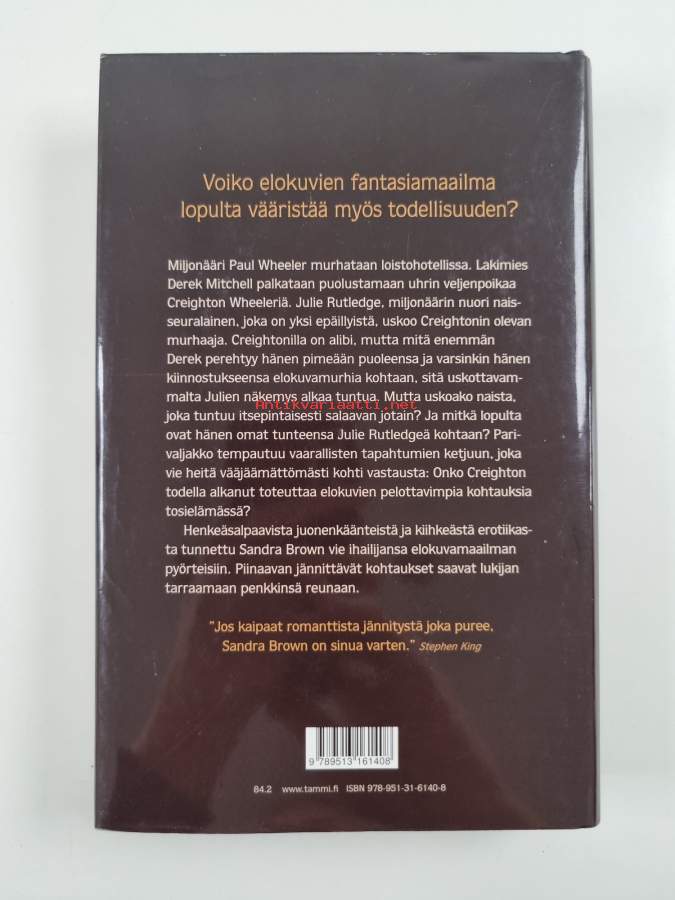 Voiko elokuvien fantasiamaailma
lopulta vääristää myös todellisuuden?
Miljonääri Paul Wheeler murhataan loistohotellissa. Lakimies
Derek Mitchell palkataan puolustamaan uhrin veljenpoikaa
Creighton Wheeleriä. Julie Rutledge, miljonäärin nuori nais-
seuralainen, joka on yksi epäillyistä, uskoo Creightonin olevan
murhaaja. Creightonilla on alibi, mutta mitä enemmän
Derek perehtyy hänen pimeään puoleensa ja varsinkin hänen
kiinnostukseensa elokuvamurhia kohtaan, sitä uskottavam-
malta Julien näkemys alkaa tuntua. Mutta uskoako naista,
Antikvariaatti.net
joka tuntuu itsepintaisesti salaavan jotain? Ja mitkä lopulta
ovat hänen omat tunteensa Julie Rutledgeä kohtaan? Pari-
valjakko tempautuu vaarallisten tapahtumien ketjuun, joka
vie heitä vääjäämättömästi kohti vastausta: Onko Creighton
todella alkanut toteuttaa elokuvien pelottavimpia kohtauksia
tosielämässä?
Henkeäsalpaavista juonenkäänteistä ja kiihkeästä erotiikas-
ta tunnettu Sandra Brown vie ihailijansa elokuvamaailman
pyörteisiin. Piinaavan jännittävät kohtaukset saavat lukijan
tarraamaan penkkinsä reunaan.
"Jos kaipaat romanttista jännitystä joka puree,
Sandra Brown on sinua varten." Stephen King
9 789513 161408
84.2 www.tammi.fi ISBN 978-951-31-6140-8